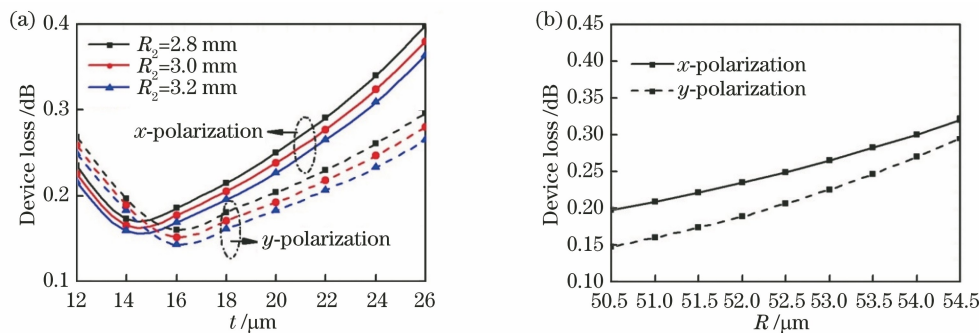 (a)
0.4
0.3
0.2
0.1
Device loss /dB
R₂=2.8 mm
R₂=3.0 mm
R₂=3.2 mm
x-polarization
y-polarization
12 14 16 18 20 22 24 26
t /μm
(b)
0.45
0.40
0.35
0.30
0.25
0.20
0.15
0.10
Device loss /dB
x-polarization
y-polarization
50.5 51.0 51.5 52.0 52.5 53.0 53.5 54.0 54.5
R /μm